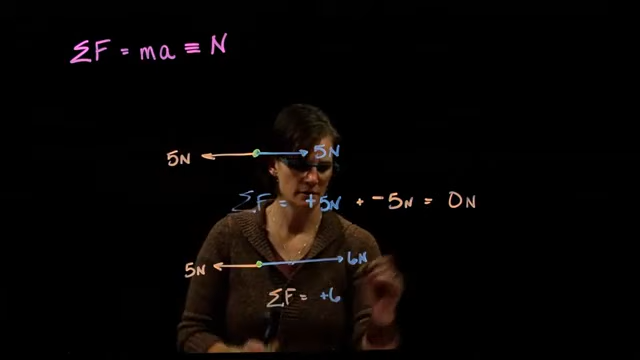 ΣF = ma ≡ N
5N 5N
ΣF = +5N + -5N = 0N
5N 6N
ΣF = +6